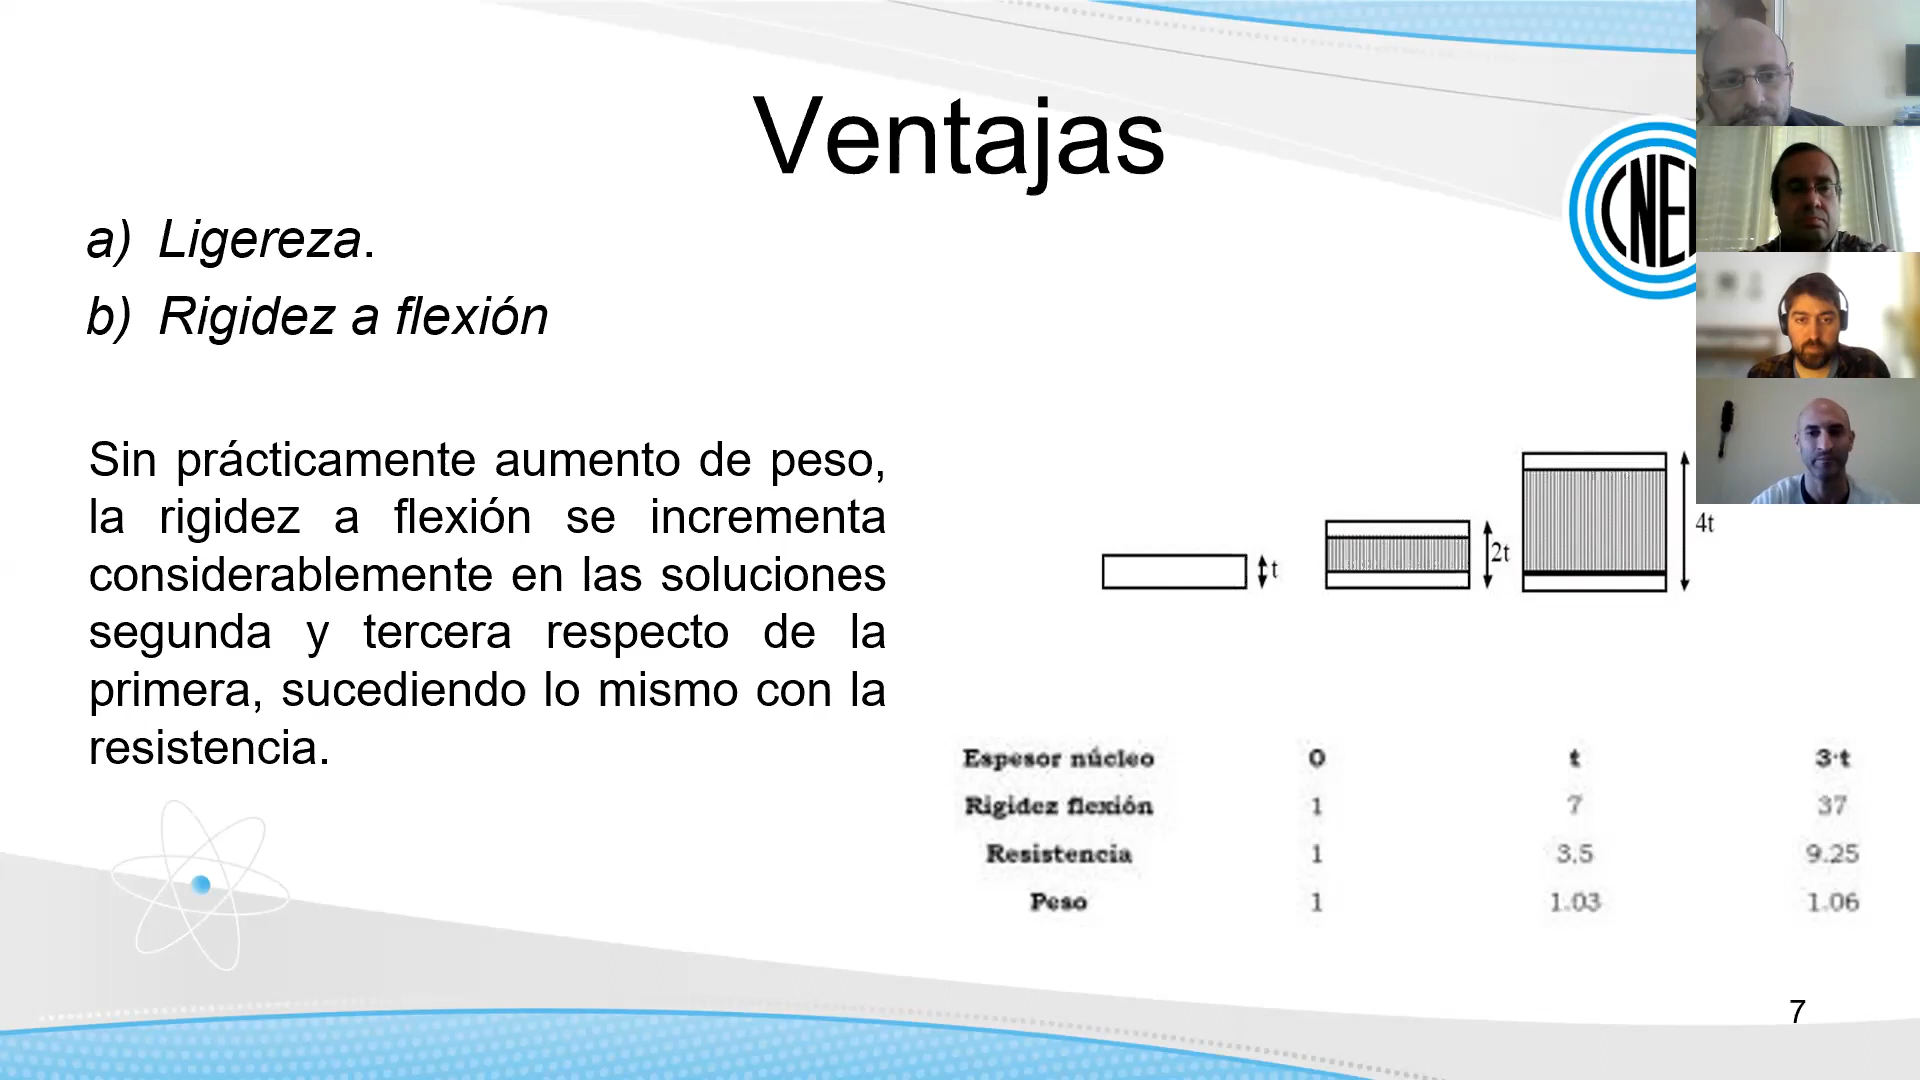 Ventajas
CNE
a) Ligereza.
b) Rigidez a flexión
Sin prácticamente aumento de peso,
la rigidez a flexión se incrementa
considerablemente en las soluciones
segunda y tercera respecto de la
primera, sucediendo lo mismo con la
resistencia.
t
2t
4t
Espesor núcleo 0 t 3·t
Rigidez flexión 1 7 37
Resistencia 1 3.5 9.25
Peso 1 1.03 1.06
7